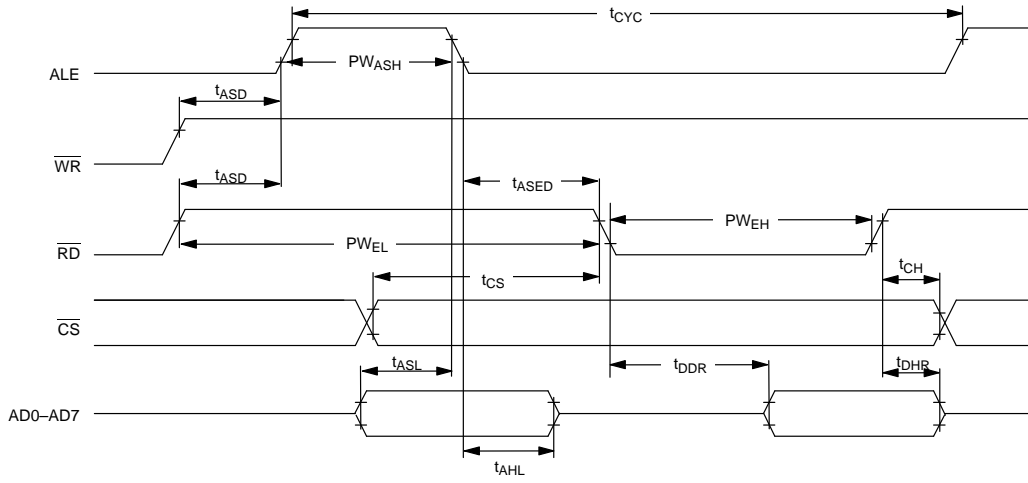 tCYC
ALE
PWASH
tASD
WR
tASD
tASED
RD
PWEL
PWEH
tCS
tCH
CS
tASL
tDDR
tDHR
AD0–AD7
tAHL